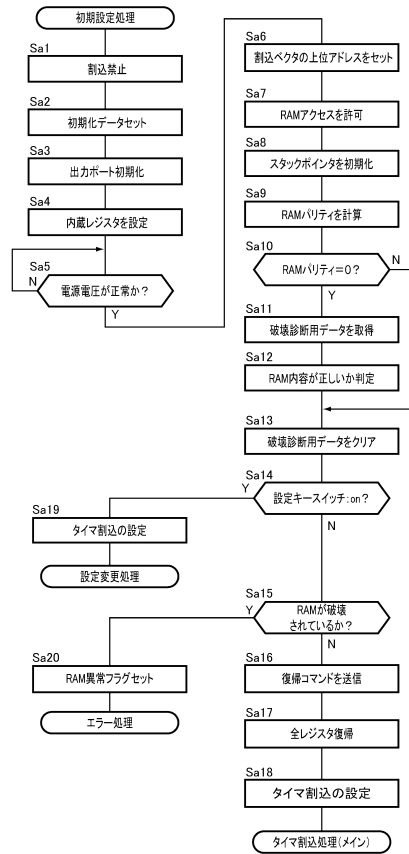 初期設定処理
Sa1
割込禁止
Sa2
初期化データセット
Sa3
出力ポート初期化
Sa4
内蔵レジスタを設定
Sa5
N
電源電圧が正常か?
Y
Sa6
割込ベクタの上位アドレスをセット
Sa7
RAMアクセスを許可
Sa8
スタックポインタを初期化
Sa9
RAMパリティを計算
Sa10
RAMパリティ=0?
N
Y
Sa11
破壊診断用データを取得
Sa12
RAM内容が正しいか判定
Sa13
破壊診断用データをクリア
Sa14
Y
設定キースイッチ:on?
N
Sa19
タイマ割込の設定
設定変更処理
Sa15
Y
RAMが破壊
されているか?
N
Sa20
RAM異常フラグセット
エラー処理
Sa16
復帰コマンドを送信
Sa17
全レジスタ復帰
Sa18
タイマ割込の設定
タイマ割込処理(メイン)